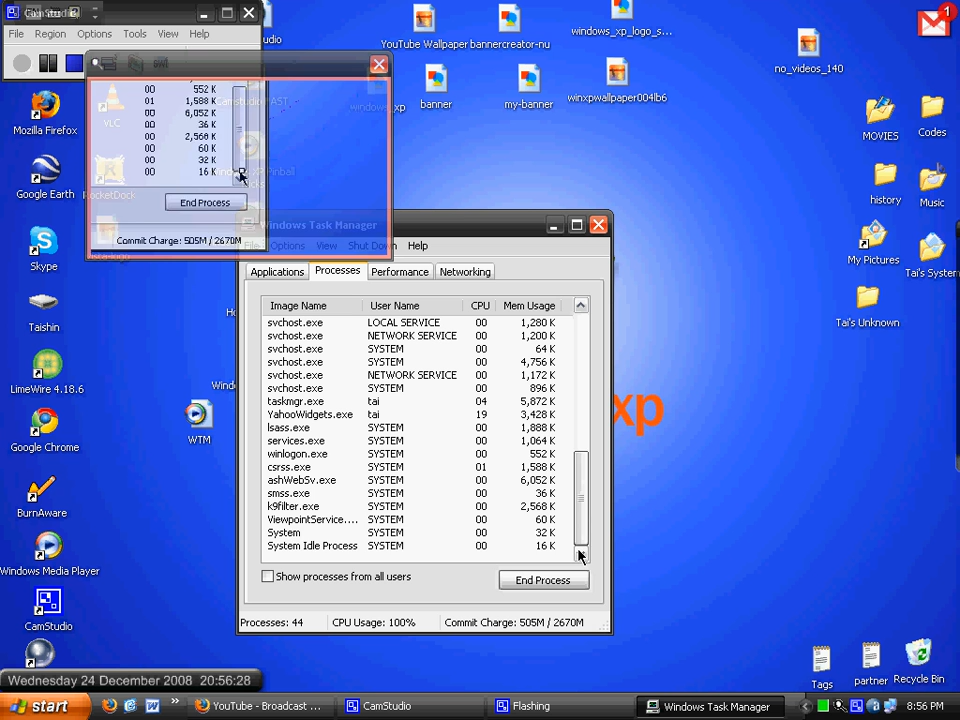 CamStudio
File Region Options Tools View Help
swf
00 552 K
01 1,588 K
00 6,052 K
00 36 K
00 2,568 K
00 60 K
00 32 K
00 16 K
End Process
Commit Charge: 505M / 2670M
YouTube Wallpaper
bannercreator-nu
windows_xp_logo_s...
no_videos_140
1
banner
my-banner
winxpwallpaper004lb6
Mozilla Firefox
VLC
MOVIES
Codes
Google Earth
RocketDock
Pinball
history
Music
Skype
My Pictures
Tai's System
Taishin
Tai's Unknown
LimeWire 4.18.6
Google Chrome
WTM
xp
BurnAware
Windows Media Player
CamStudio
Windows Task Manager
File Options View Shut Down Help
Applications Processes Performance Networking
Image Name User Name CPU Mem Usage
svchost.exe LOCAL SERVICE 00 1,280 K
svchost.exe NETWORK SERVICE 00 1,200 K
svchost.exe SYSTEM 00 64 K
svchost.exe SYSTEM 00 4,756 K
svchost.exe NETWORK SERVICE 00 1,172 K
svchost.exe SYSTEM 00 896 K
taskmgr.exe tai 04 5,872 K
YahooWidgets.exe tai 19 3,428 K
lsass.exe SYSTEM 00 1,888 K
services.exe SYSTEM 00 1,064 K
winlogon.exe SYSTEM 00 552 K
csrss.exe SYSTEM 01 1,588 K
ashWebSv.exe SYSTEM 00 6,052 K
smss.exe SYSTEM 00 36 K
k9filter.exe SYSTEM 00 2,568 K
ViewpointService.... SYSTEM 00 60 K
System SYSTEM 00 32 K
System Idle Process SYSTEM 00 16 K
Show processes from all users
End Process
Processes: 44 CPU Usage: 100% Commit Charge: 505M / 2670M
Tags
partner
Recycle Bin
Wednesday 24 December 2008 20:56:28
start
YouTube - Broadcast ...
CamStudio
Flashing
Windows Task Manager
8:56 PM